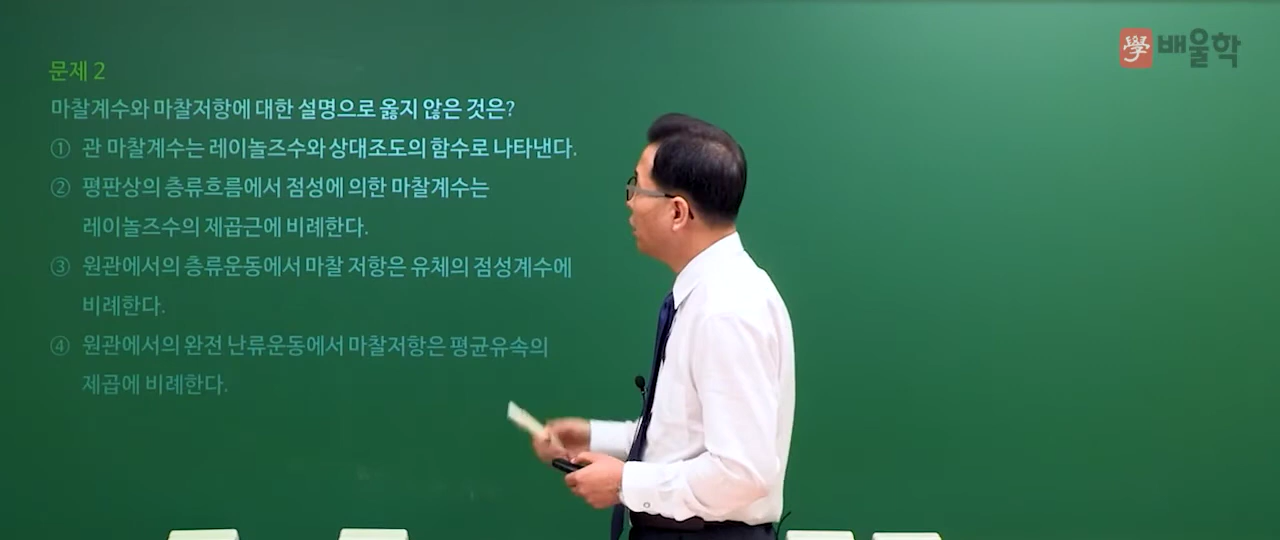 學 배울학
문제 2
마찰계수와 마찰저항에 대한 설명으로 옳지 않은 것은?
① 관 마찰계수는 레이놀즈수와 상대조도의 함수로 나타낸다.
② 평판상의 층류흐름에서 점성에 의한 마찰계수는
레이놀즈수의 제곱근에 비례한다.
③ 원관에서의 층류운동에서 마찰 저항은 유체의 점성계수에
비례한다.
④ 원관에서의 완전 난류운동에서 마찰저항은 평균유속의
제곱에 비례한다.